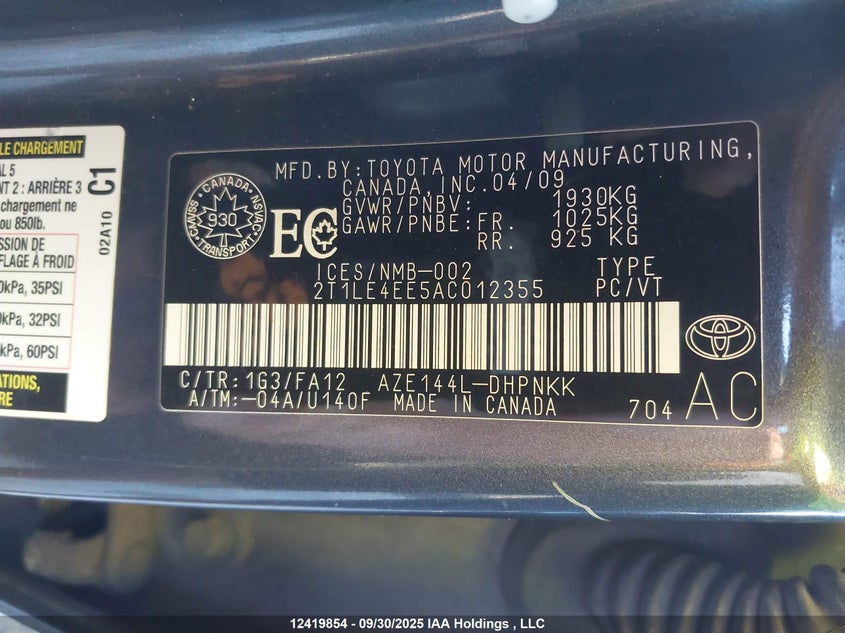 LE CHARGEMENT
AL 5
NT 2 : ARRIÈRE 3
chargement ne
ou 850lb.
SSION DE
FLAGE À FROID
0kPa, 35PSI
0kPa, 32PSI
kPa, 60PSI
TIONS /
RE
C1
02A10
CANADA
930
TRANSPORT
CMVSS
NSVAC
EC
MFD.BY:TOYOTA MOTOR MANUFACTURING,
CANADA,INC.04/09
GVWR/PNBV: 1930KG
GAWR/PNBE:FR. 1025KG
RR. 925 KG
ICES/NMB-002 TYPE
2T1LE4EE5AC012355 PC/VT
C/TR:1G3/FA12 AZE144L-DHPNKK
A/TM:-04A/U140F MADE IN CANADA
704 AC
12419854 - 09/30/2025 IAA Holdings , LLC